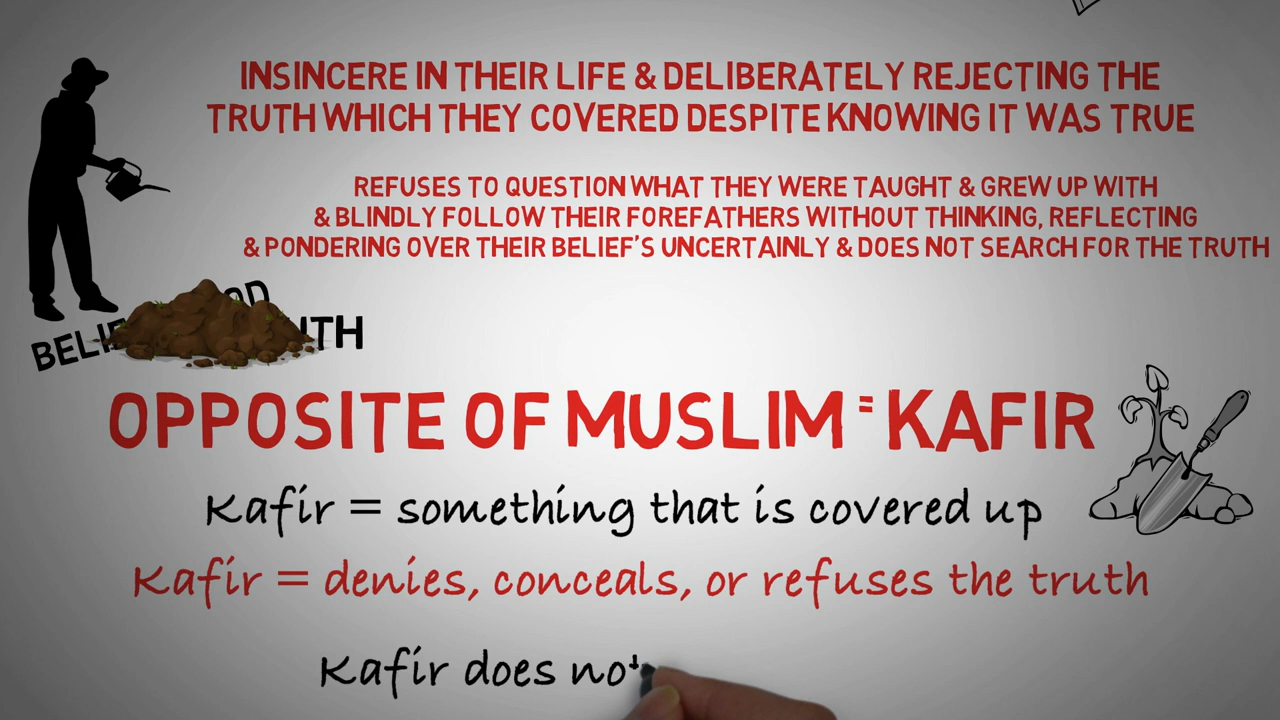 INSINCERE IN THEIR LIFE & DELIBERATELY REJECTING THE
TRUTH WHICH THEY COVERED DESPITE KNOWING IT WAS TRUE
REFUSES TO QUESTION WHAT THEY WERE TAUGHT & GREW UP WITH
& BLINDLY FOLLOW THEIR FOREFATHERS WITHOUT THINKING, REFLECTING
& PONDERING OVER THEIR BELIEF'S UNCERTAINLY & DOES NOT SEARCH FOR THE TRUTH
OPPOSITE OF MUSLIM = KAFIR
Kafir = something that is covered up
Kafir = denies, conceals, or refuses the truth
Kafir does not